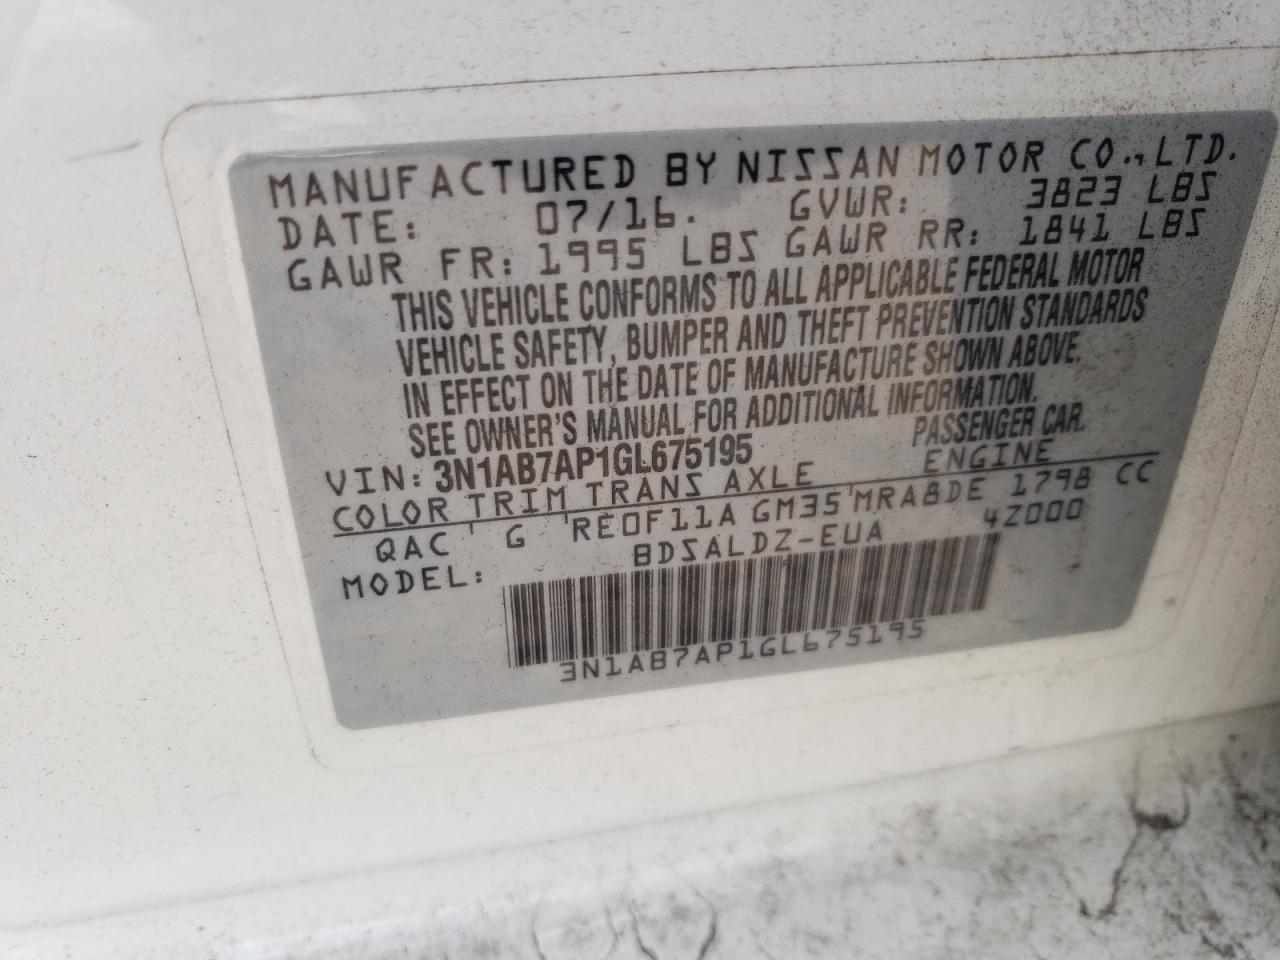 MANUFACTURED BY NISSAN MOTOR CO., LTD.
DATE: 07/16. GVWR: 3823 LBS
GAWR FR: 1995 LBS GAWR RR: 1841 LBS
THIS VEHICLE CONFORMS TO ALL APPLICABLE FEDERAL MOTOR
VEHICLE SAFETY, BUMPER AND THEFT PREVENTION STANDARDS
IN EFFECT ON THE DATE OF MANUFACTURE SHOWN ABOVE.
SEE OWNER'S MANUAL FOR ADDITIONAL INFORMATION.
VIN: 3N1AB7AP1GL675195 PASSENGER CAR.
COLOR TRIM TRANS AXLE ENGINE
QAC G RE0F11A GM35 MRA8DE 1798 CC
MODEL: BDSALDZ-EUA 4Z000
3N1AB7AP1GL675195